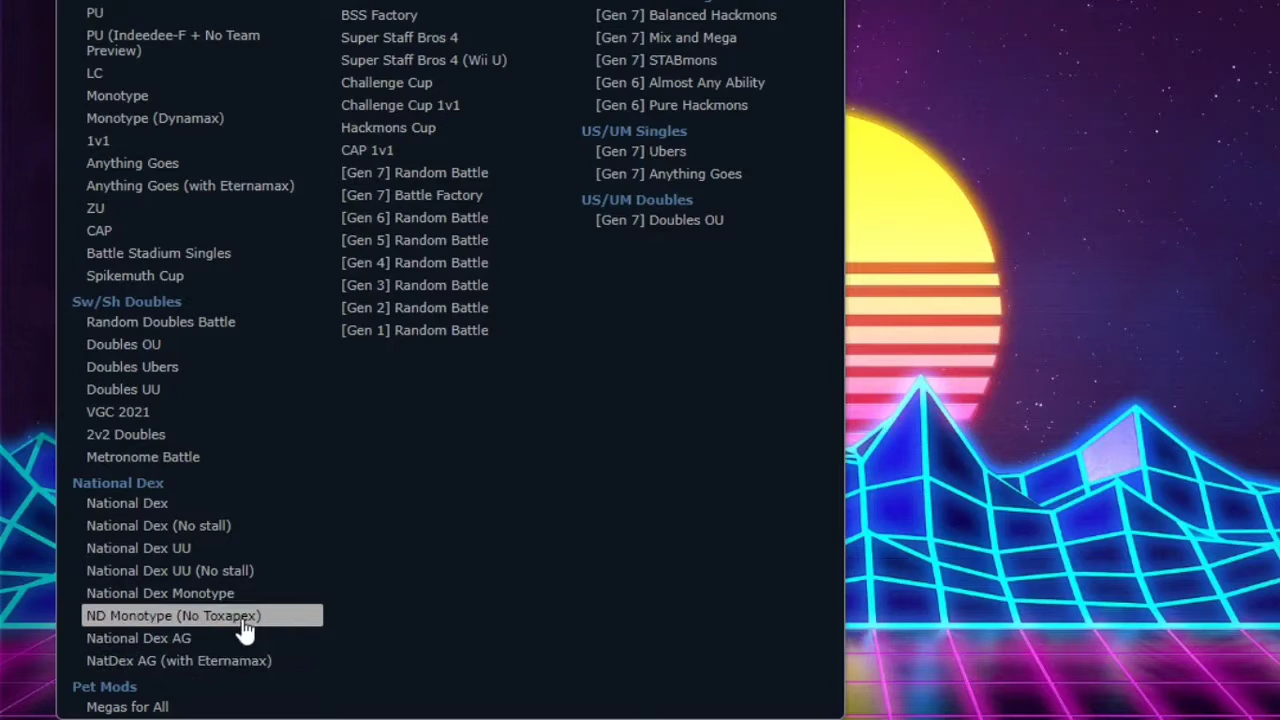 PU
PU (Indeedee-F + No Team
Preview)
LC
Monotype
Monotype (Dynamax)
1v1
Anything Goes
Anything Goes (with Eternamax)
ZU
CAP
Battle Stadium Singles
Spikemuth Cup
Sw/Sh Doubles
Random Doubles Battle
Doubles OU
Doubles Ubers
Doubles UU
VGC 2021
2v2 Doubles
Metronome Battle
National Dex
National Dex
National Dex (No stall)
National Dex UU
National Dex UU (No stall)
National Dex Monotype
ND Monotype (No Toxapex)
National Dex AG
NatDex AG (with Eternamax)
Pet Mods
Megas for All
BSS Factory
Super Staff Bros 4
Super Staff Bros 4 (Wii U)
Challenge Cup
Challenge Cup 1v1
Hackmons Cup
CAP 1v1
[Gen 7] Random Battle
[Gen 7] Battle Factory
[Gen 6] Random Battle
[Gen 5] Random Battle
[Gen 4] Random Battle
[Gen 3] Random Battle
[Gen 2] Random Battle
[Gen 1] Random Battle
[Gen 7] Balanced Hackmons
[Gen 7] Mix and Mega
[Gen 7] STABmons
[Gen 6] Almost Any Ability
[Gen 6] Pure Hackmons
US/UM Singles
[Gen 7] Ubers
[Gen 7] Anything Goes
US/UM Doubles
[Gen 7] Doubles OU